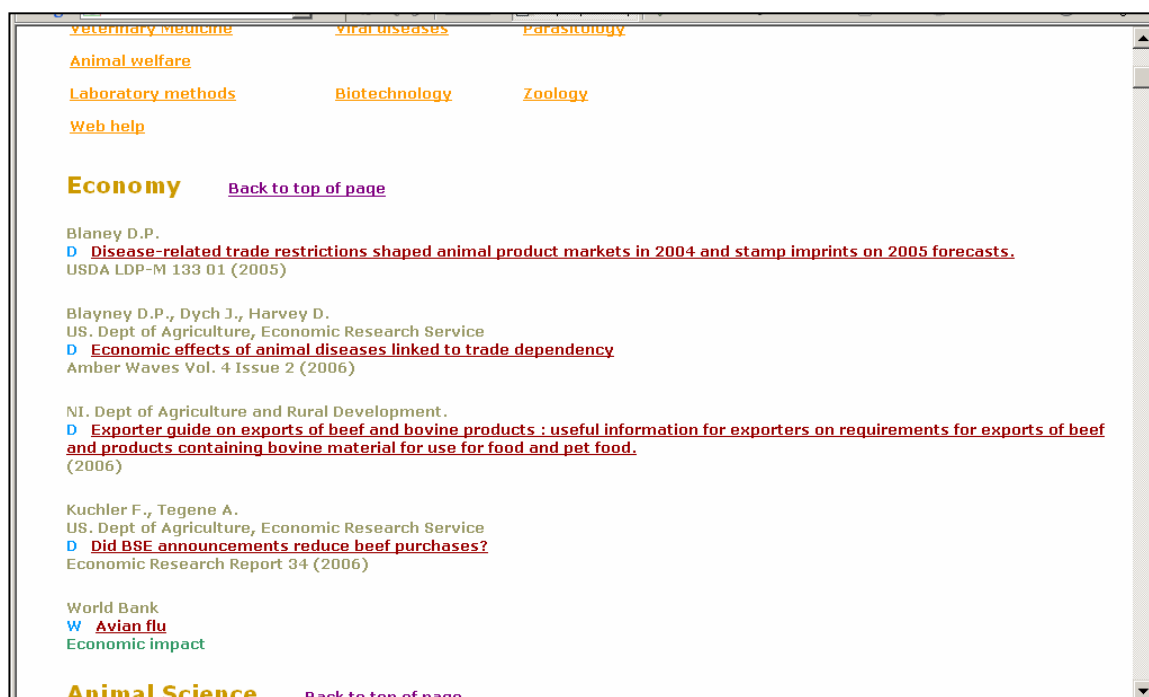 Veterinary Medicine Viral diseases Parasitology
Animal welfare
Laboratory methods Biotechnology Zoology
Web help
Economy Back to top of page
Blaney D.P.
D Disease-related trade restrictions shaped animal product markets in 2004 and stamp imprints on 2005 forecasts.
USDA LDP-M 133 01 (2005)
Blayney D.P., Dych J., Harvey D.
US. Dept of Agriculture, Economic Research Service
D Economic effects of animal diseases linked to trade dependency
Amber Waves Vol. 4 Issue 2 (2006)
NI. Dept of Agriculture and Rural Development.
D Exporter guide on exports of beef and bovine products : useful information for exporters on requirements for exports of beef
and products containing bovine material for use for food and pet food.
(2006)
Kuchler F., Tegene A.
US. Dept of Agriculture, Economic Research Service
D Did BSE announcements reduce beef purchases?
Economic Research Report 34 (2006)
World Bank
W Avian flu
Economic impact
Animal Science Back to top of page